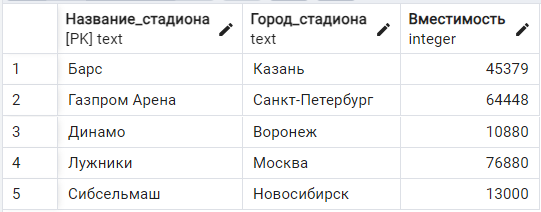 Название_стадиона Город_стадиона Вместимость
[PK] text text integer
1 Барс Казань 45379
2 Газпром Арена Санкт-Петербург 64448
3 Динамо Воронеж 10880
4 Лужники Москва 76880
5 Сибсельмаш Новосибирск 13000